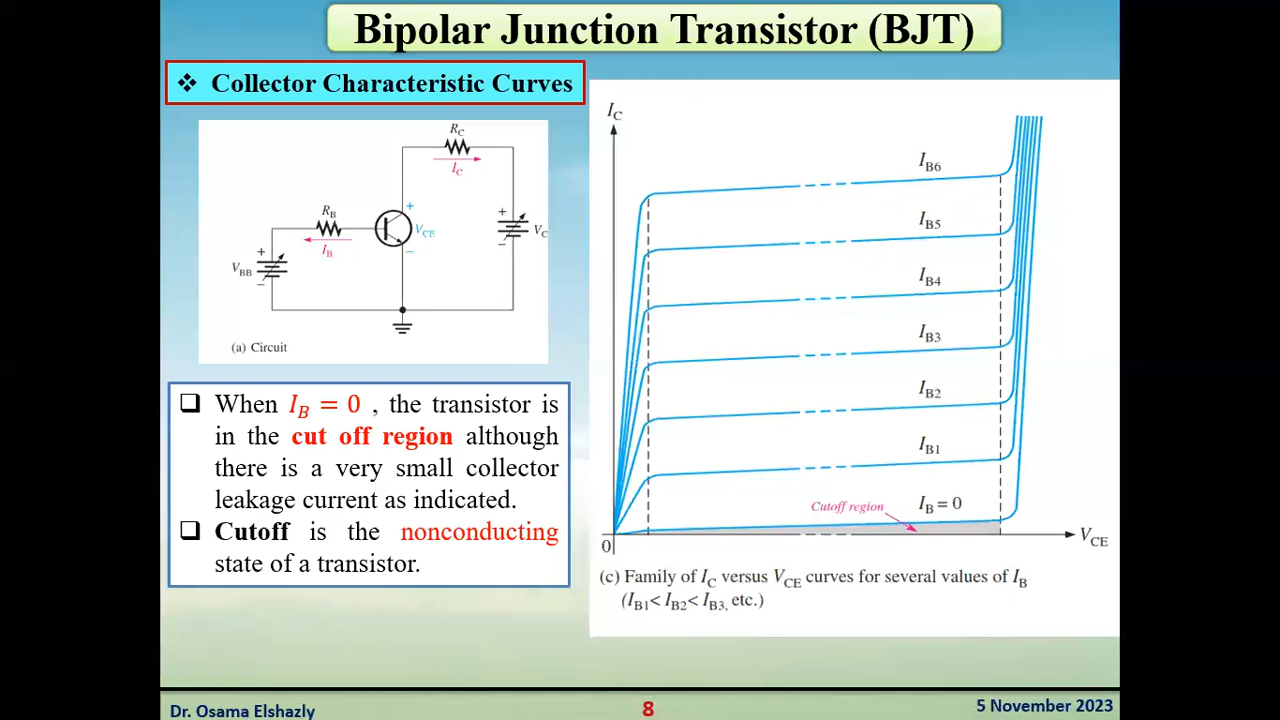 Bipolar Junction Transistor (BJT)
❖ Collector Characteristic Curves
R_C
I_C
R_B
I_B
+
V_CE
−
+
V_BB
−
+
V_C
−
(a) Circuit
❑ When I_B = 0 , the transistor is
in the cut off region although
there is a very small collector
leakage current as indicated.
❑ Cutoff is the nonconducting
state of a transistor.
I_C
I_B6
I_B5
I_B4
I_B3
I_B2
I_B1
I_B = 0
Cutoff region
0
V_CE
(c) Family of I_C versus V_CE curves for several values of I_B
(I_B1 < I_B2 < I_B3, etc.)
Dr. Osama Elshazly
8
5 November 2023